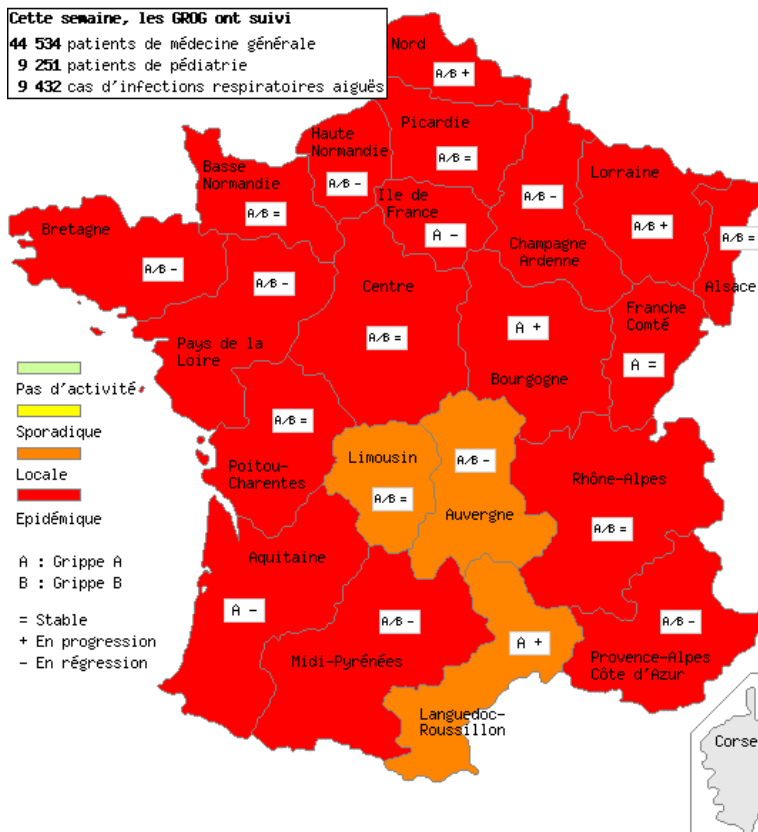 Cette semaine, les GROG ont suivi
44 534 patients de médecine générale
9 251 patients de pédiatrie
9 432 cas d'infections respiratoires aiguës
Nord
A/B +
Picardie
A/B =
Haute
Normandie
A/B -
Basse
Normandie
A/B =
Ile de
France
A -
A/B -
Champagne
Ardenne
Lorraine
A/B +
A/B =
Alsace
Bretagne
A/B -
A/B -
Pays de la
Loire
Centre
A/B =
A +
Bourgogne
Franche
Comté
A =
A/B =
Poitou-
Charentes
Limousin
A/B =
A/B -
Auvergne
Rhône-Alpes
A/B =
Aquitaine
A -
A/B -
Midi-Pyrénées
A +
Languedoc-
Roussillon
A/B -
Provence-Alpes
Côte d'Azur
Corse
Pas d'activité
Sporadique
Locale
Epidémique
A : Grippe A
B : Grippe B
= Stable
+ En progression
- En régression